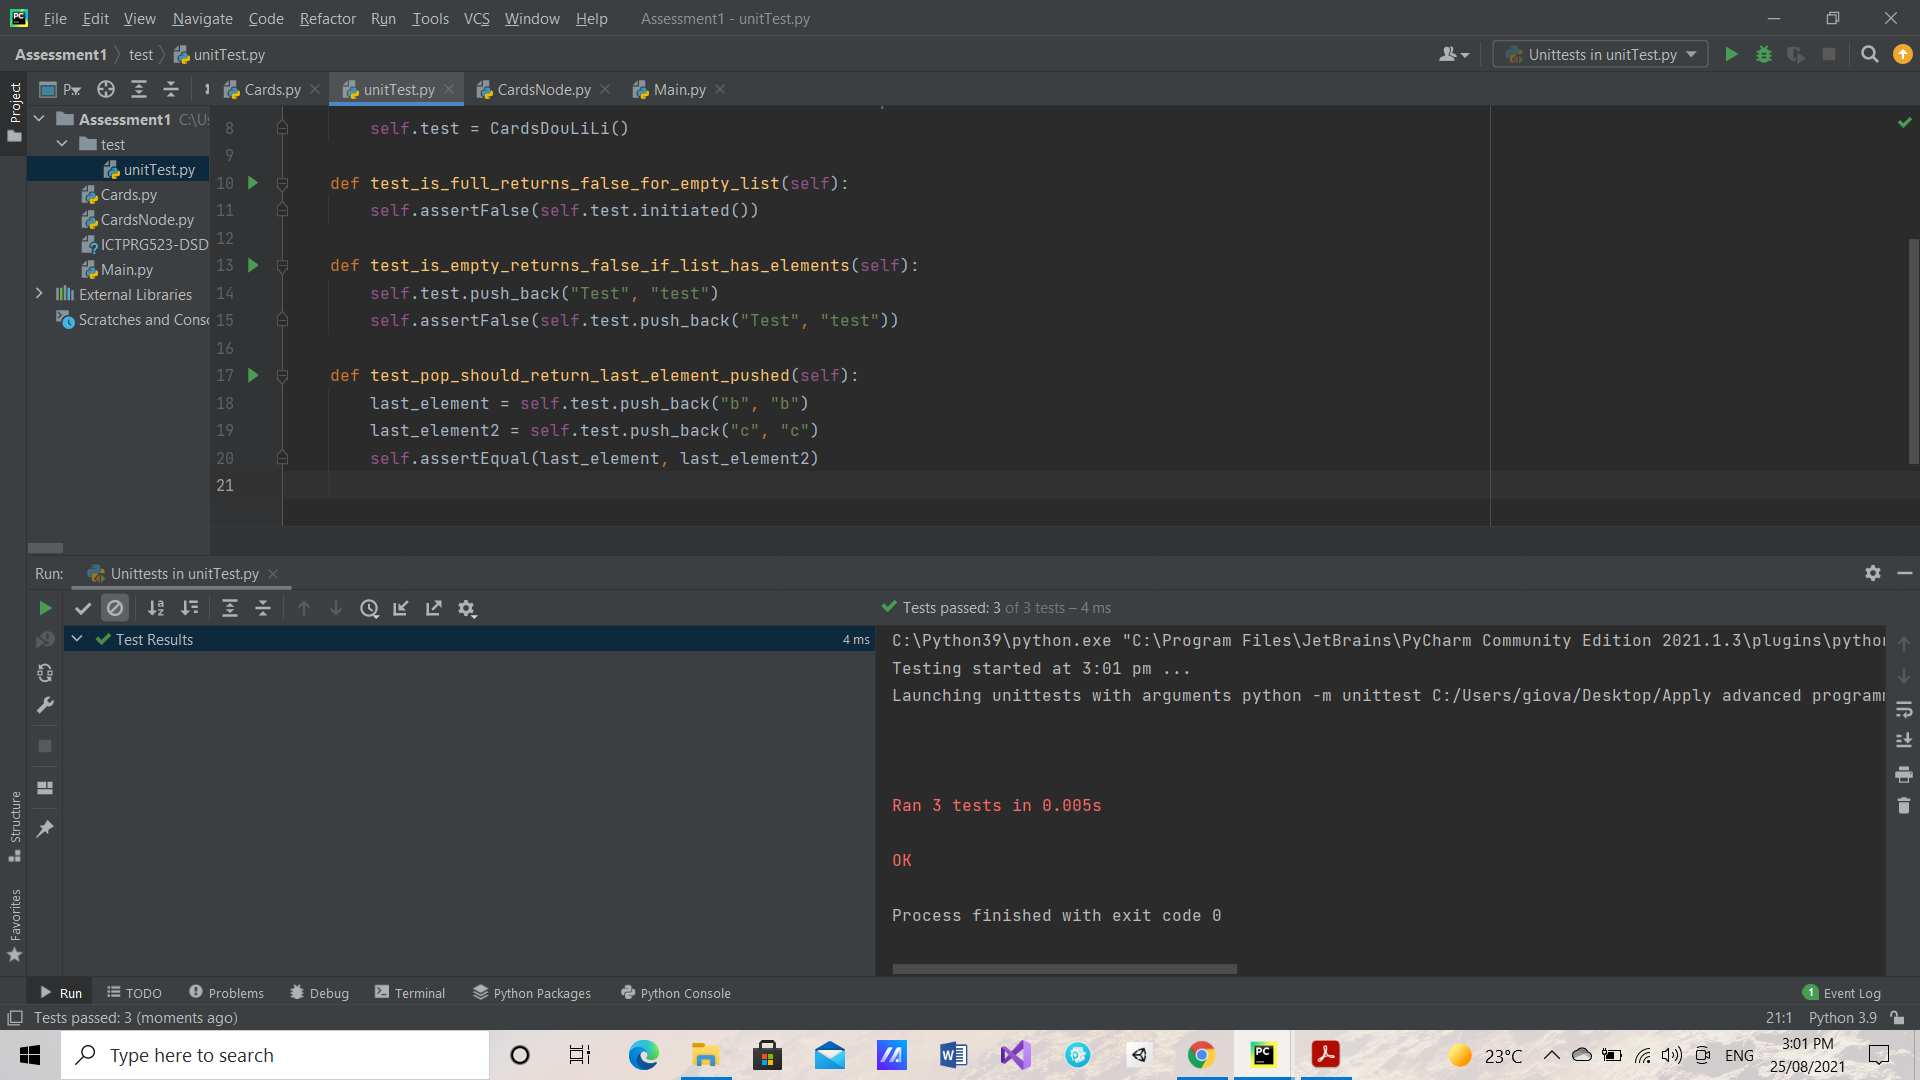 File Edit View Navigate Code Refactor Run Tools VCS Window Help Assessment1 - unitTest.py
Assessment1 test unitTest.py
Unittests in unitTest.py
Project
P...
Cards.py unitTest.py CardsNode.py Main.py
Assessment1 C:\Us
test
unitTest.py
Cards.py
CardsNode.py
ICTPRG523-DSD
Main.py
External Libraries
Scratches and Conso
8 self.test = CardsDouLiLi()
9
10 def test_is_full_returns_false_for_empty_list(self):
11 self.assertFalse(self.test.initiated())
12
13 def test_is_empty_returns_false_if_list_has_elements(self):
14 self.test.push_back("Test", "test")
15 self.assertFalse(self.test.push_back("Test", "test"))
16
17 def test_pop_should_return_last_element_pushed(self):
18 last_element = self.test.push_back("b", "b")
19 last_element2 = self.test.push_back("c", "c")
20 self.assertEqual(last_element, last_element2)
21
Run: Unittests in unitTest.py
Tests passed: 3 of 3 tests – 4 ms
Test Results 4 ms
C:\Python39\python.exe "C:\Program Files\JetBrains\PyCharm Community Edition 2021.1.3\plugins\python
Testing started at 3:01 pm ...
Launching unittests with arguments python -m unittest C:/Users/giova/Desktop/Apply advanced program
Ran 3 tests in 0.005s
OK
Process finished with exit code 0
Structure
Favorites
Run TODO Problems Debug Terminal Python Packages Python Console 1 Event Log
Tests passed: 3 (moments ago) 21:1 Python 3.9
Type here to search
23°C ENG 3:01 PM
25/08/2021